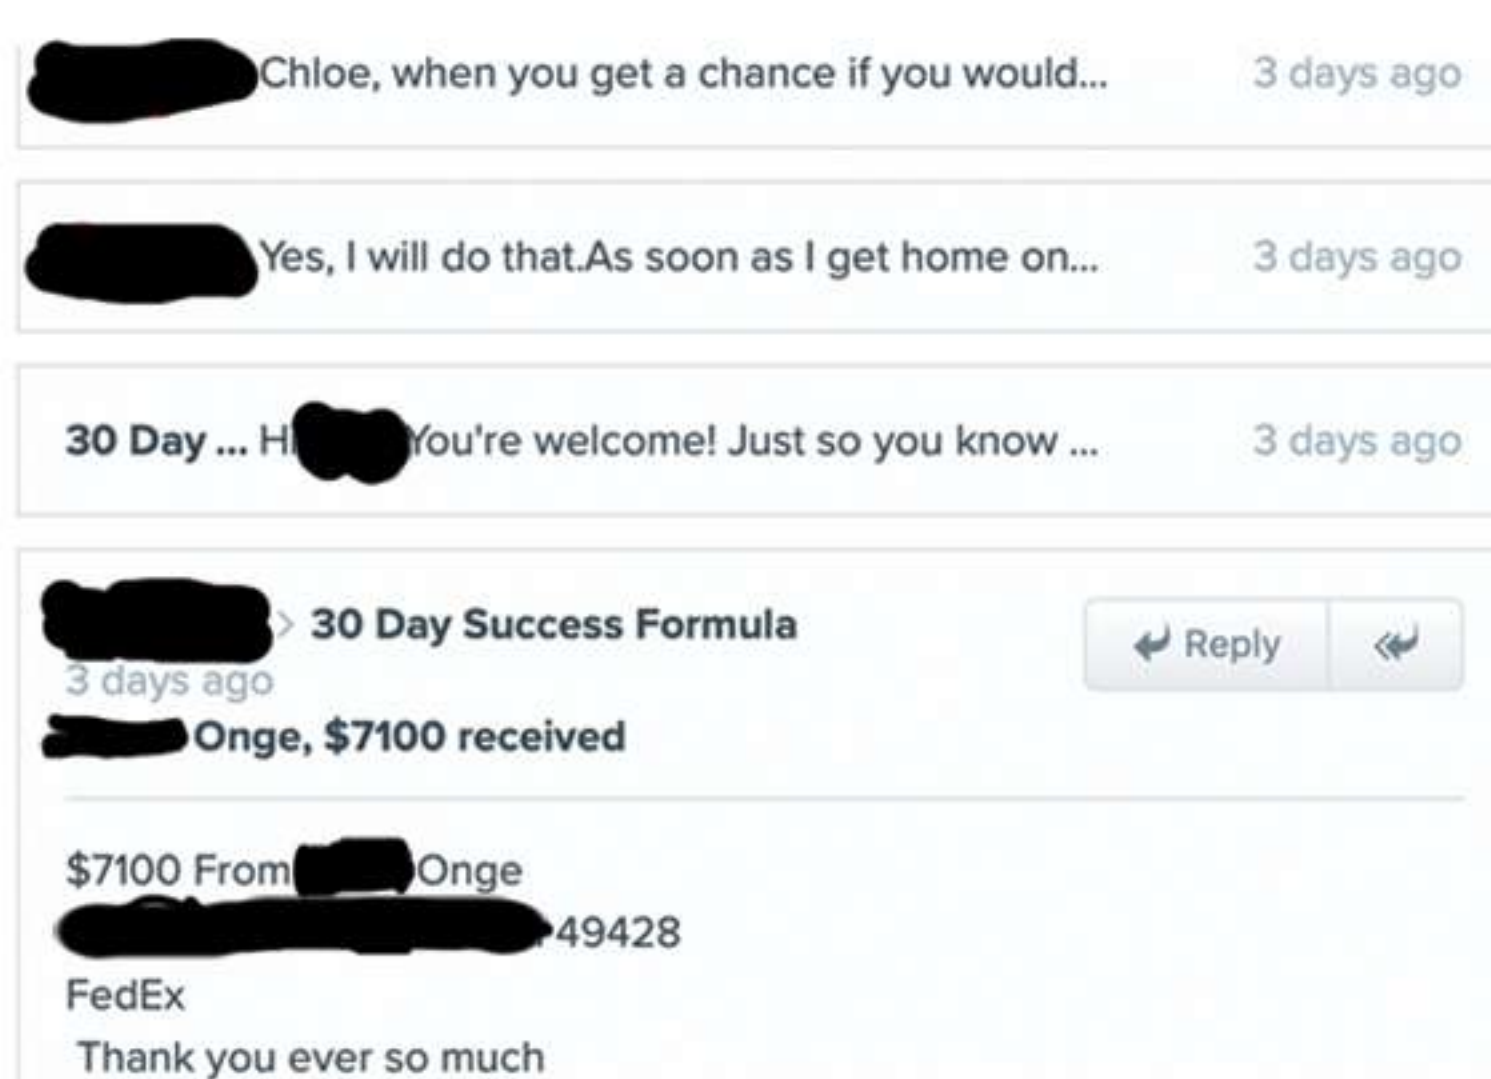 Chloe, when you get a chance if you would... 3 days ago
Yes, I will do that.As soon as I get home on... 3 days ago
30 Day ... Hi You're welcome! Just so you know ... 3 days ago
30 Day Success Formula
Reply
3 days ago
Onge, $7100 received
$7100 From Onge
49428
FedEx
Thank you ever so much